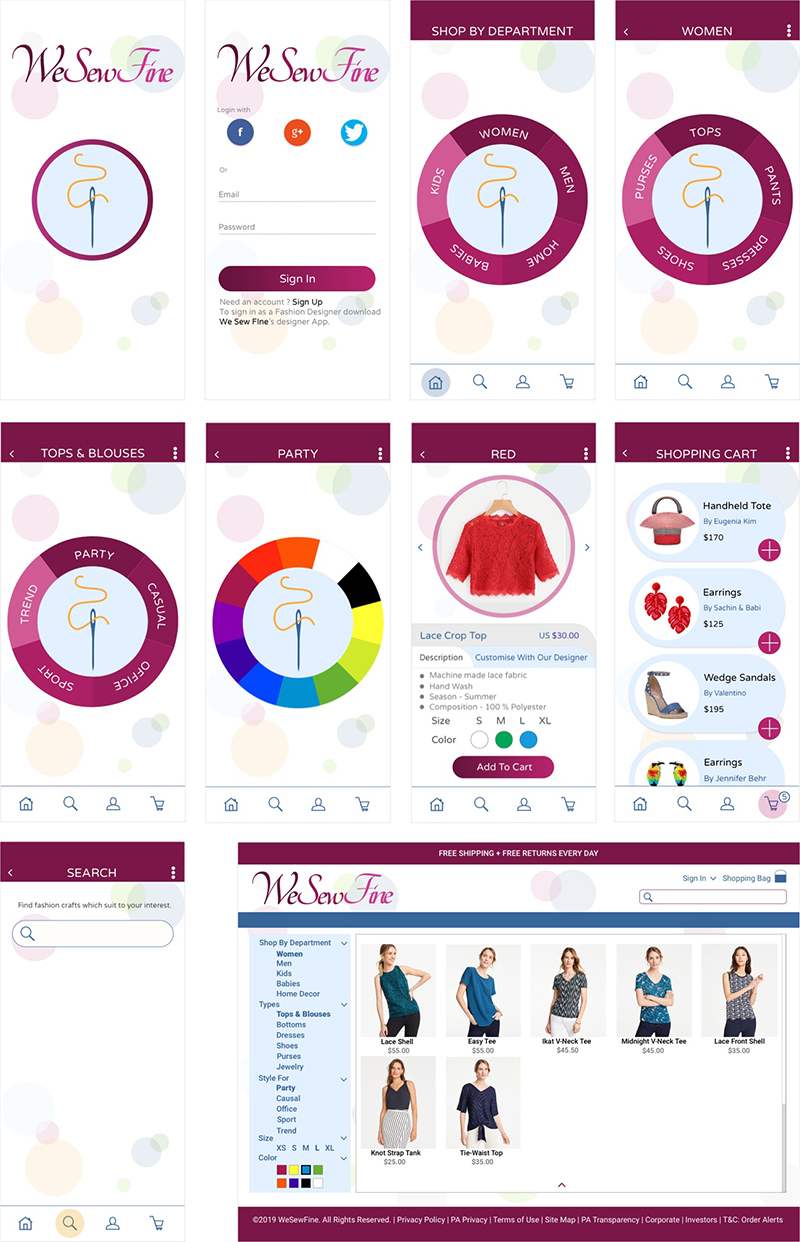 WeSewFine
WeSewFine
Login with
f
g+
Or
Email
Password
Sign In
Need an account ? Sign Up
To sign in as a Fashion Designer download
We Sew FIne's designer App.
SHOP BY DEPARTMENT
WOMEN
MEN
HOME
BABIES
KIDS
WOMEN
TOPS
PANTS
DRESSES
SHOES
PURSES
TOPS & BLOUSES
PARTY
CASUAL
OFFICE
SPORT
TREND
PARTY
RED
Lace Crop Top US $30.00
Description Customise With Our Designer
Machine made lace fabric
Hand Wash
Season - Summer
Composition - 100 % Polyester
Size S M L XL
Color
Add To Cart
SHOPPING CART
Handheld Tote
By Eugenia Kim
$170
Earrings
By Sachin & Babi
$125
Wedge Sandals
By Valentino
$195
Earrings
By Jennifer Behr
5
SEARCH
Find fashion crafts which suit to your interest.
FREE SHIPPING + FREE RETURNS EVERY DAY
WeSewFine
Sign In Shopping Bag
Shop By Department
Women
Men
Kids
Babies
Home Decor
Types
Tops & Blouses
Bottoms
Dresses
Shoes
Purses
Jewelry
Style For
Party
Causal
Office
Sport
Trend
Size
XS S M L XL
Color
Lace Shell
$55.00
Easy Tee
$55.00
Ikat V-Neck Tee
$45.50
Midnight V-Neck Tee
$45.00
Lace Front Shell
$35.00
Knot Strap Tank
$25.00
Tie-Waist Top
$35.00
©2019 WeSewFine. All Rights Reserved. | Privacy Policy | PA Privacy | Terms of Use | Site Map | PA Transparency | Corporate | Investors | T&C: Order Alerts